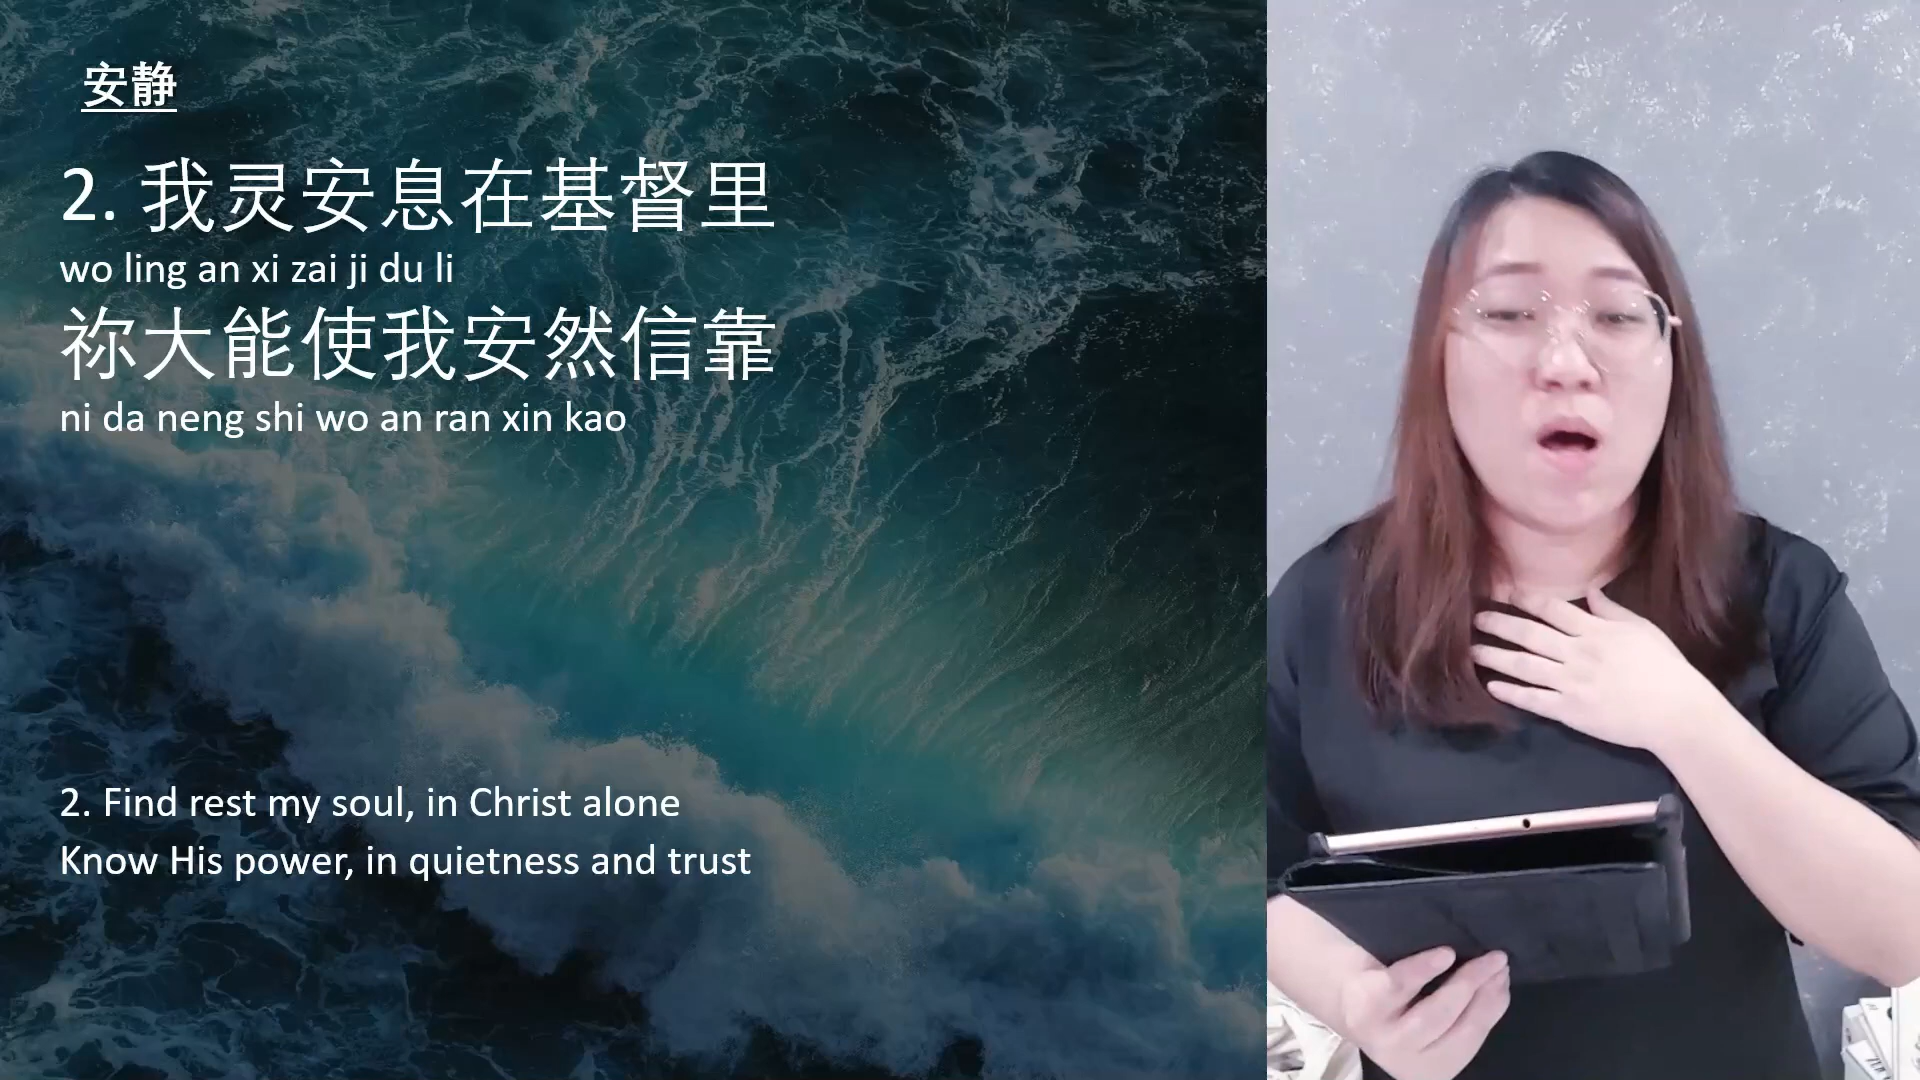 安静
2. 我灵安息在基督里
wo ling an xi zai ji du li
祢大能使我安然信靠
ni da neng shi wo an ran xin kao
2. Find rest my soul, in Christ alone
Know His power, in quietness and trust